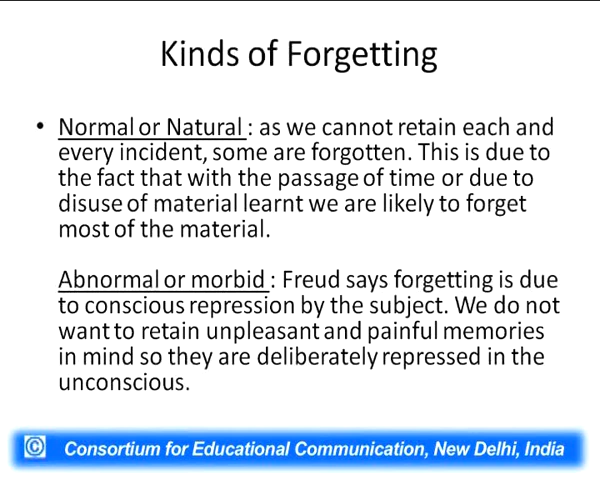 Kinds of Forgetting
• Normal or Natural : as we cannot retain each and
every incident, some are forgotten. This is due to
the fact that with the passage of time or due to
disuse of material learnt we are likely to forget
most of the material.
Abnormal or morbid : Freud says forgetting is due
to conscious repression by the subject. We do not
want to retain unpleasant and painful memories
in mind so they are deliberately repressed in the
unconscious.
© Consortium for Educational Communication, New Delhi, India